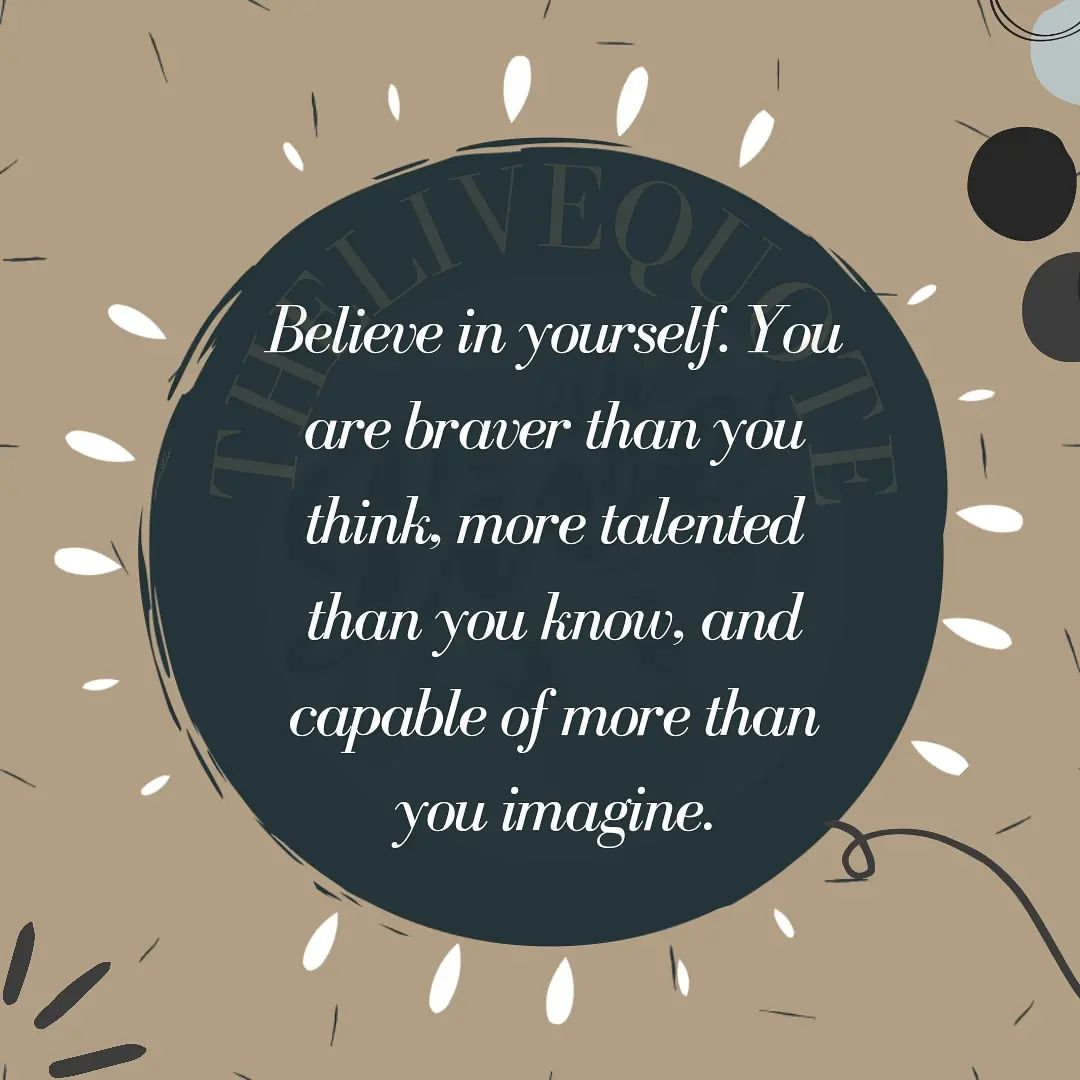 THELIVEQUOTE
Believe in yourself. You
are braver than you
think, more talented
than you know, and
capable of more than
you imagine.